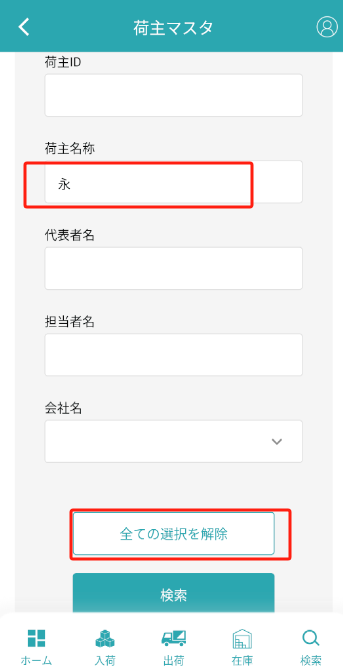 荷主マスタ
荷主ID
荷主名称
永
代表者名
担当者名
会社名
全ての選択を解除
検索
ホーム
入荷
出荷
在庫
検索